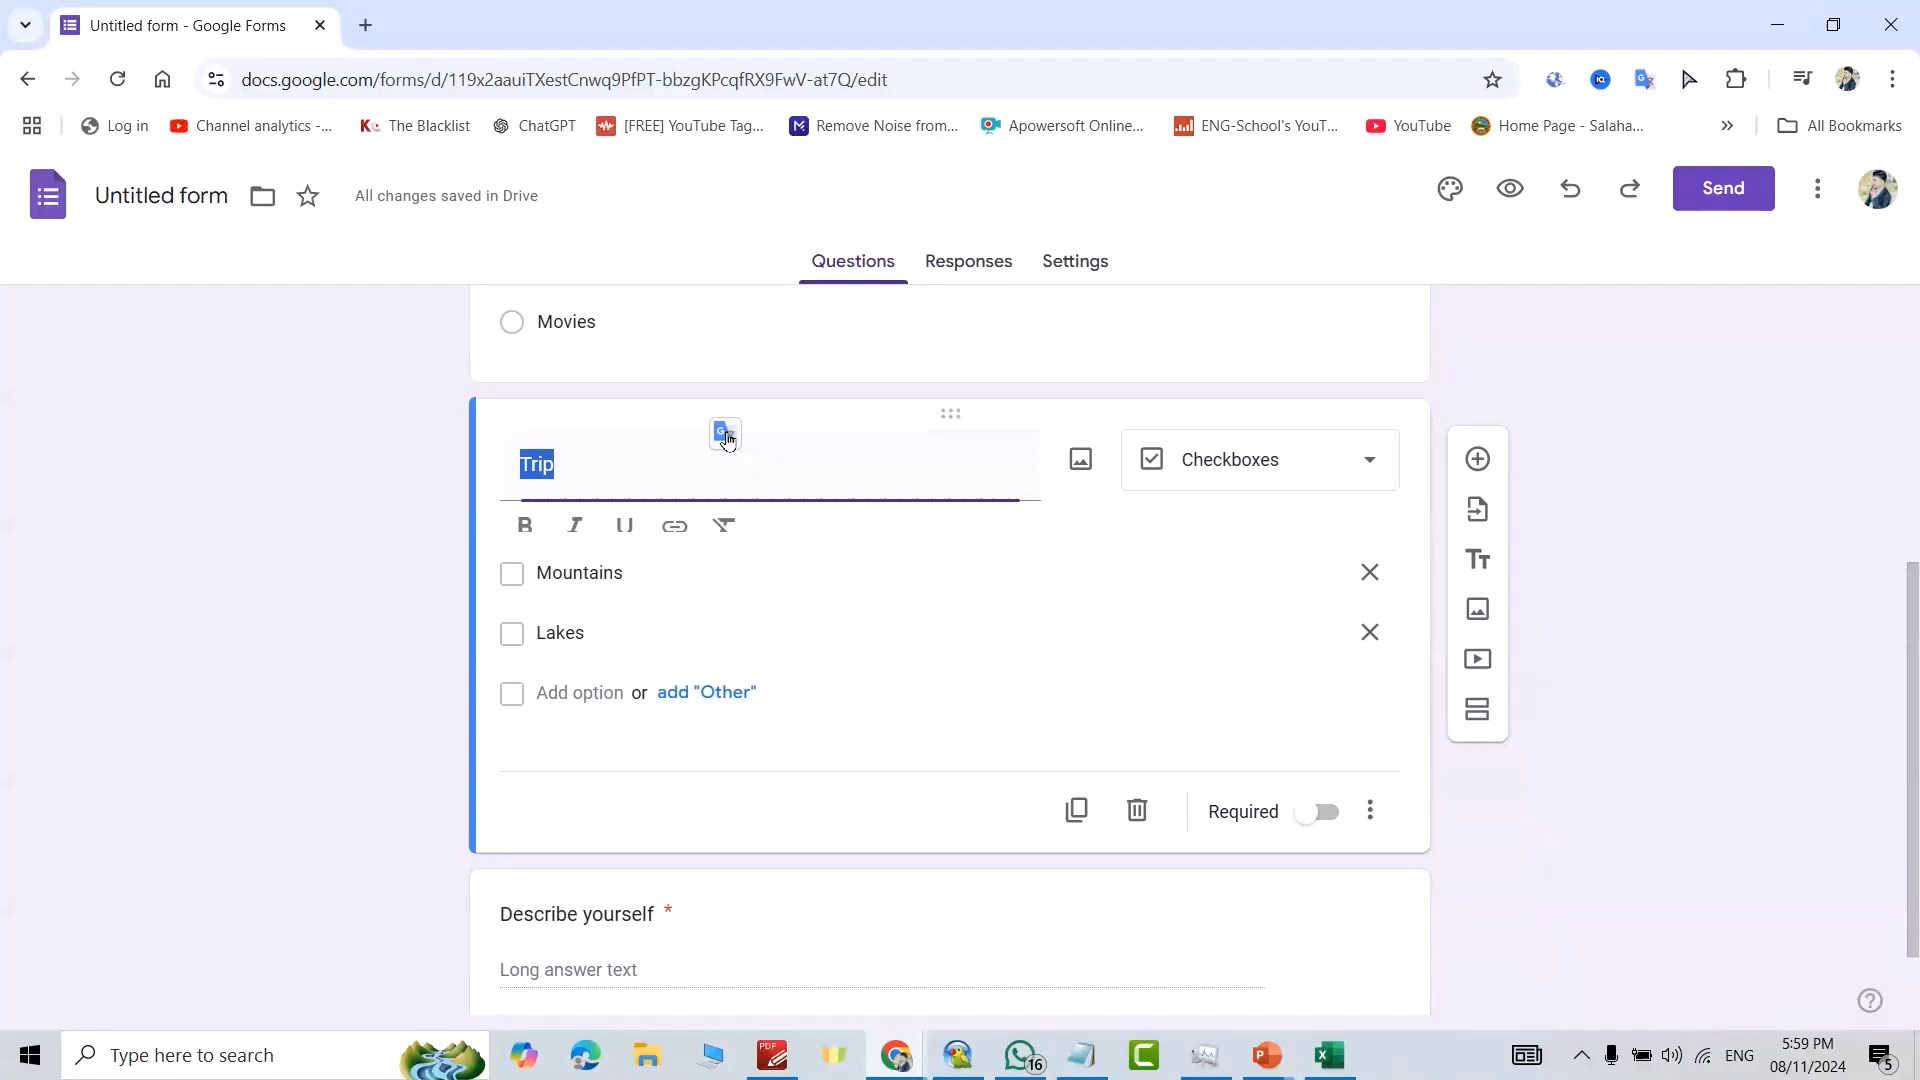 Untitled form - Google Forms
docs.google.com/forms/d/119x2aauiTXestCnwq9PfPT-bbzgKPcqfRX9FwV-at7Q/edit
Log in
Channel analytics -...
The Blacklist
ChatGPT
[FREE] YouTube Tag...
Remove Noise from...
Apowersoft Online...
ENG-School's YouT...
YouTube
Home Page - Salaha...
All Bookmarks
Untitled form
All changes saved in Drive
Send
Questions
Responses
Settings
Movies
Trip
Checkboxes
B I U
Mountains
Lakes
Add option or add "Other"
Required
Describe yourself *
Long answer text
Type here to search
PDF
16
ENG
5:59 PM
08/11/2024
5